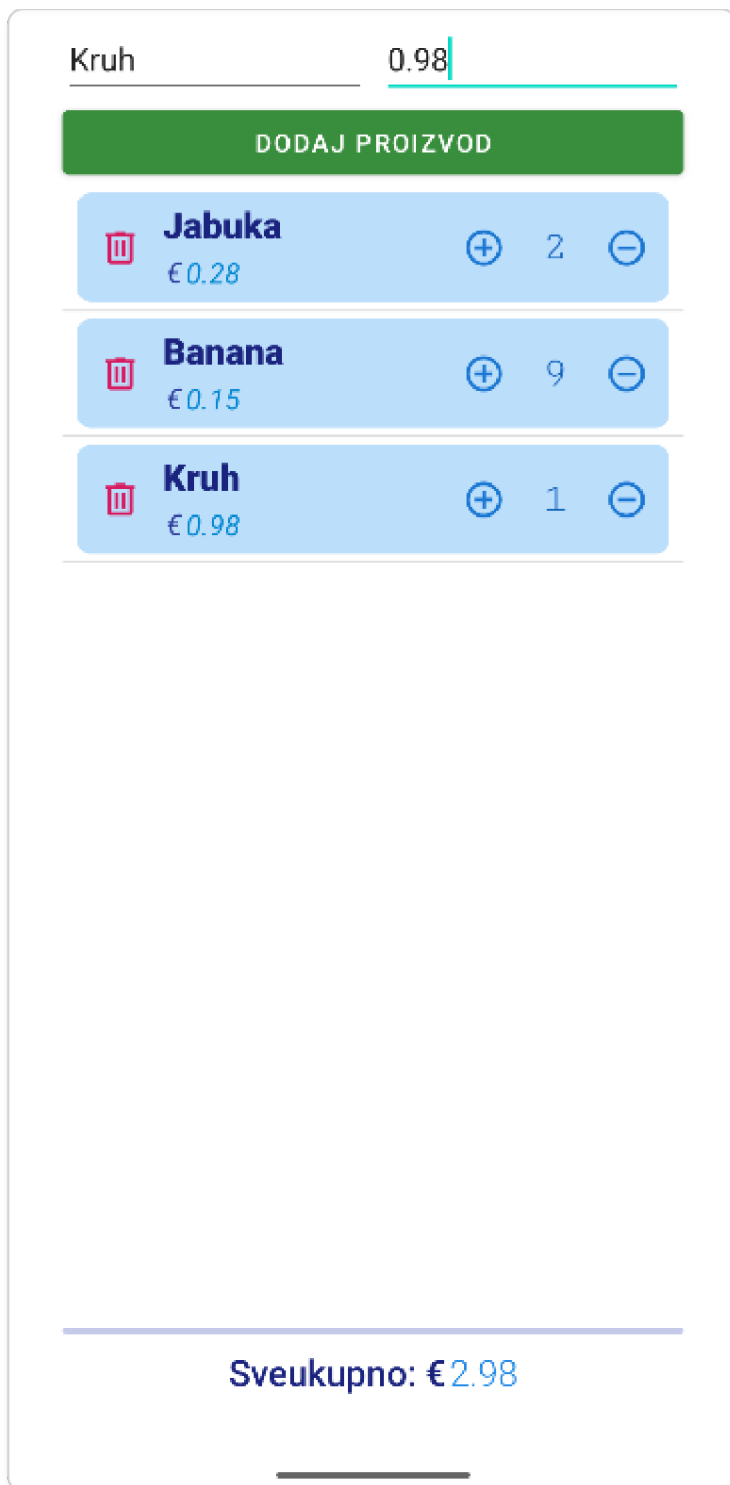 Kruh 0.98
DODAJ PROIZVOD
Jabuka
€0.28
2
Banana
€0.15
9
Kruh
€0.98
1
Sveukupno: €2.98